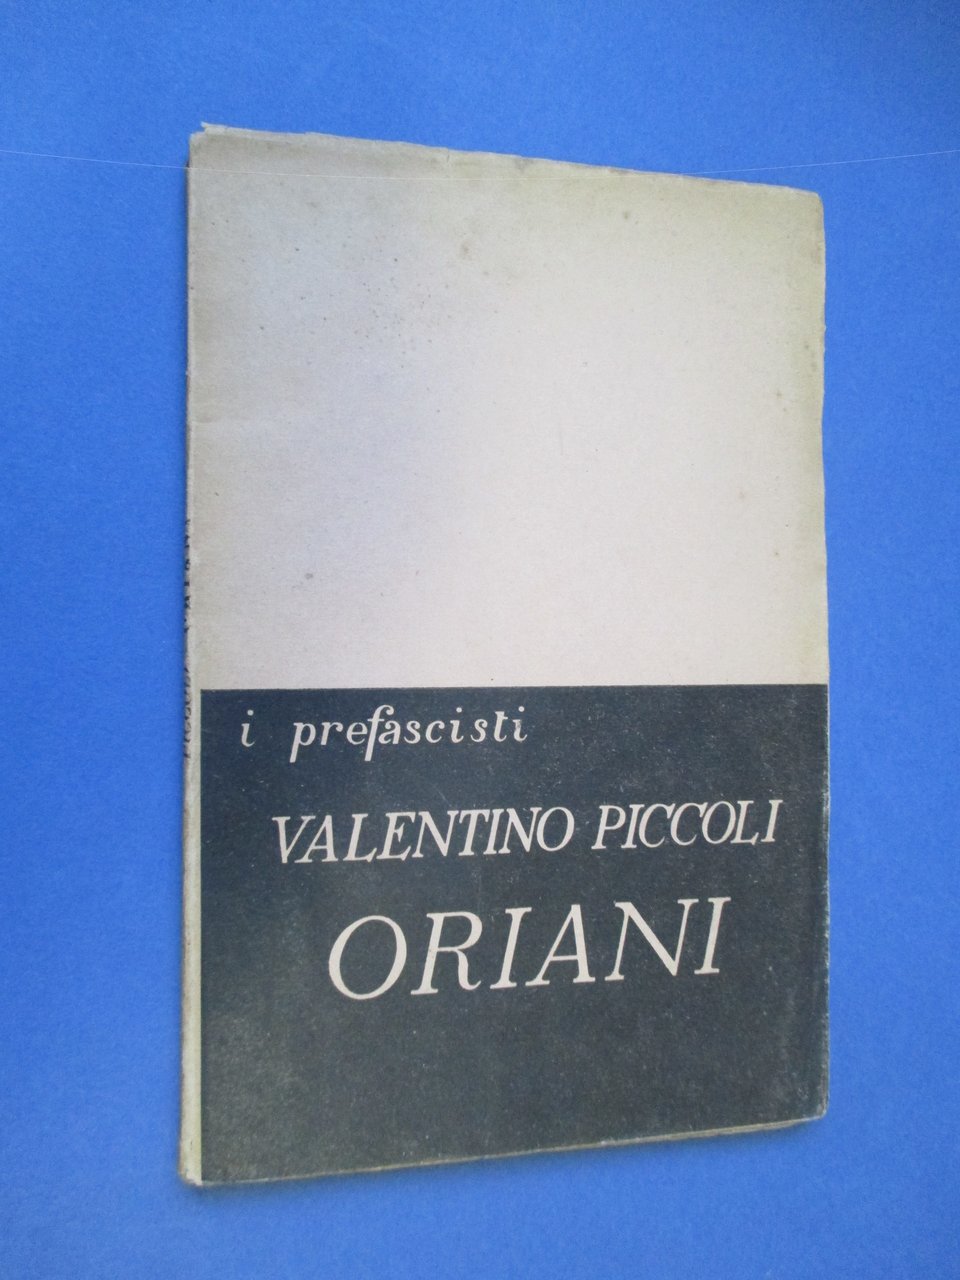 i prefascisti
VALENTINO PICCOLI
ORIANI